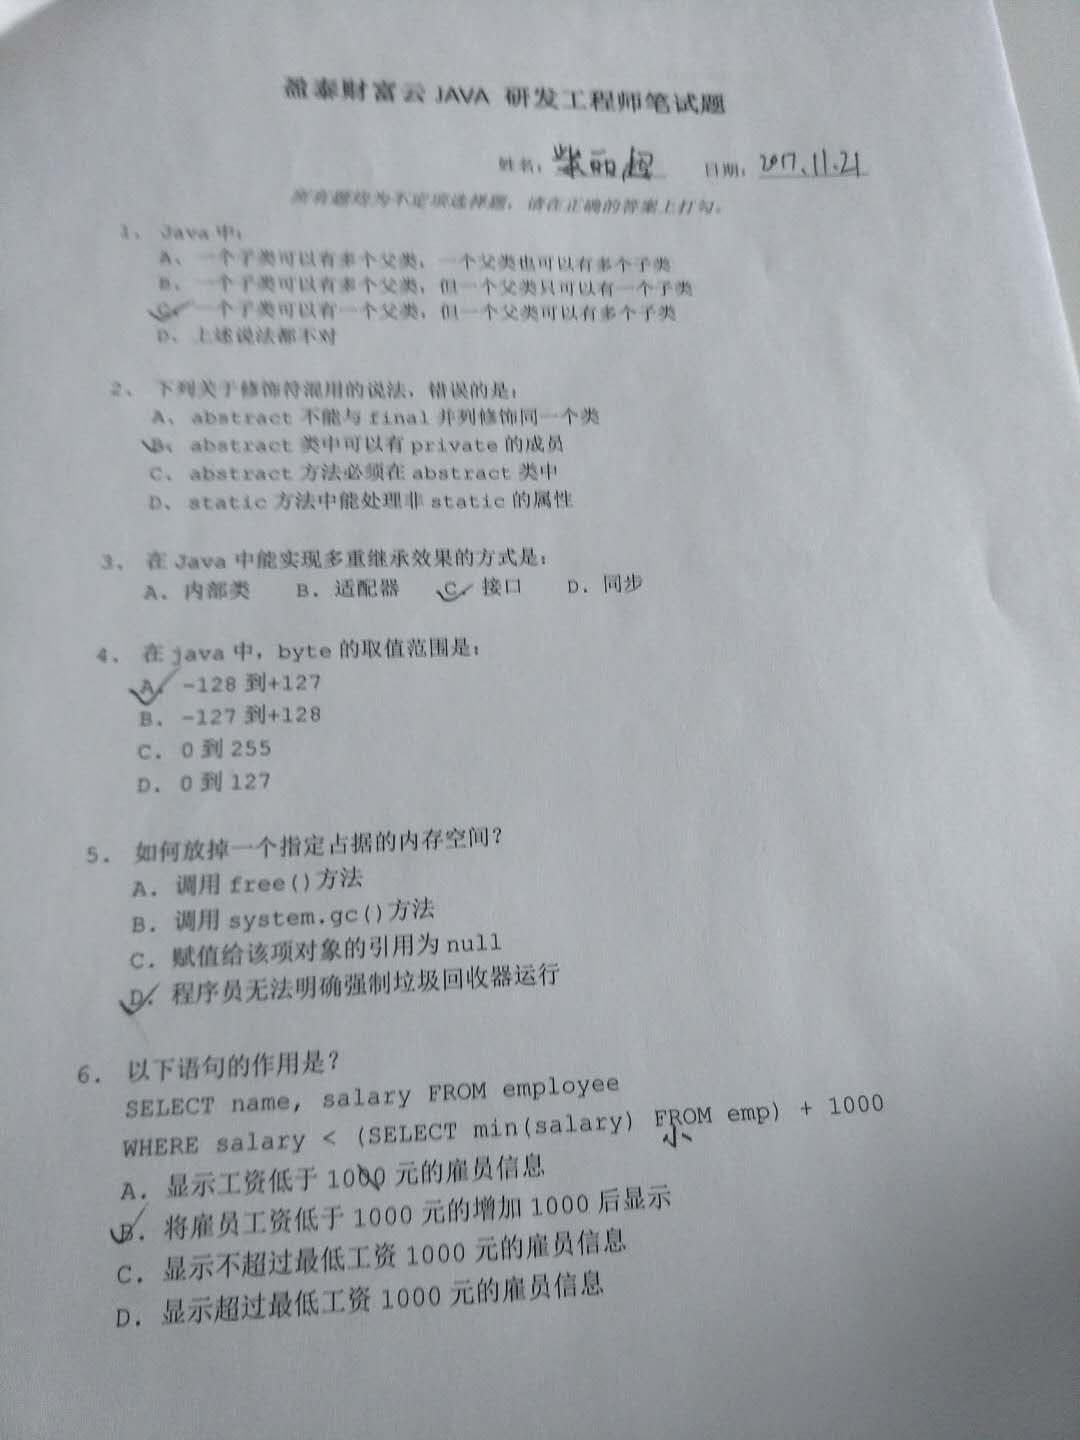 盈泰财富云 JAVA 研发工程师笔试题
姓名: 柴丽 日期: 2017.11.21
所有题均为不定项选择题，请在正确的答案上打勾。
1、 Java 中:
A、 一个子类可以有多个父类，一个父类也可以有多个子类
B、 一个子类可以有多个父类，但一个父类只可以有一个子类
C、 一个子类可以有一个父类，但一个父类可以有多个子类
D、 上述说法都不对
2、 下列关于修饰符混用的说法，错误的是:
A、 abstract 不能与 final 并列修饰同一个类
B、 abstract 类中可以有 private 的成员
C、 abstract 方法必须在 abstract 类中
D、 static 方法中能处理非 static 的属性
3、 在 Java 中能实现多重继承效果的方式是:
A、内部类 B. 适配器 C. 接口 D. 同步
4、 在 java 中，byte 的取值范围是:
A. -128 到+127
B. -127 到+128
C. 0 到 255
D. 0 到 127
5. 如何放掉一个指定占据的内存空间?
A. 调用 free()方法
B. 调用 system.gc()方法
C. 赋值给该项对象的引用为 null
D. 程序员无法明确强制垃圾回收器运行
6. 以下语句的作用是?
SELECT name, salary FROM employee
WHERE salary < (SELECT min(salary) FROM emp) + 1000
小
A. 显示工资低于 1000 元的雇员信息
B. 将雇员工资低于 1000 元的增加 1000 后显示
C. 显示不超过最低工资 1000 元的雇员信息
D. 显示超过最低工资 1000 元的雇员信息